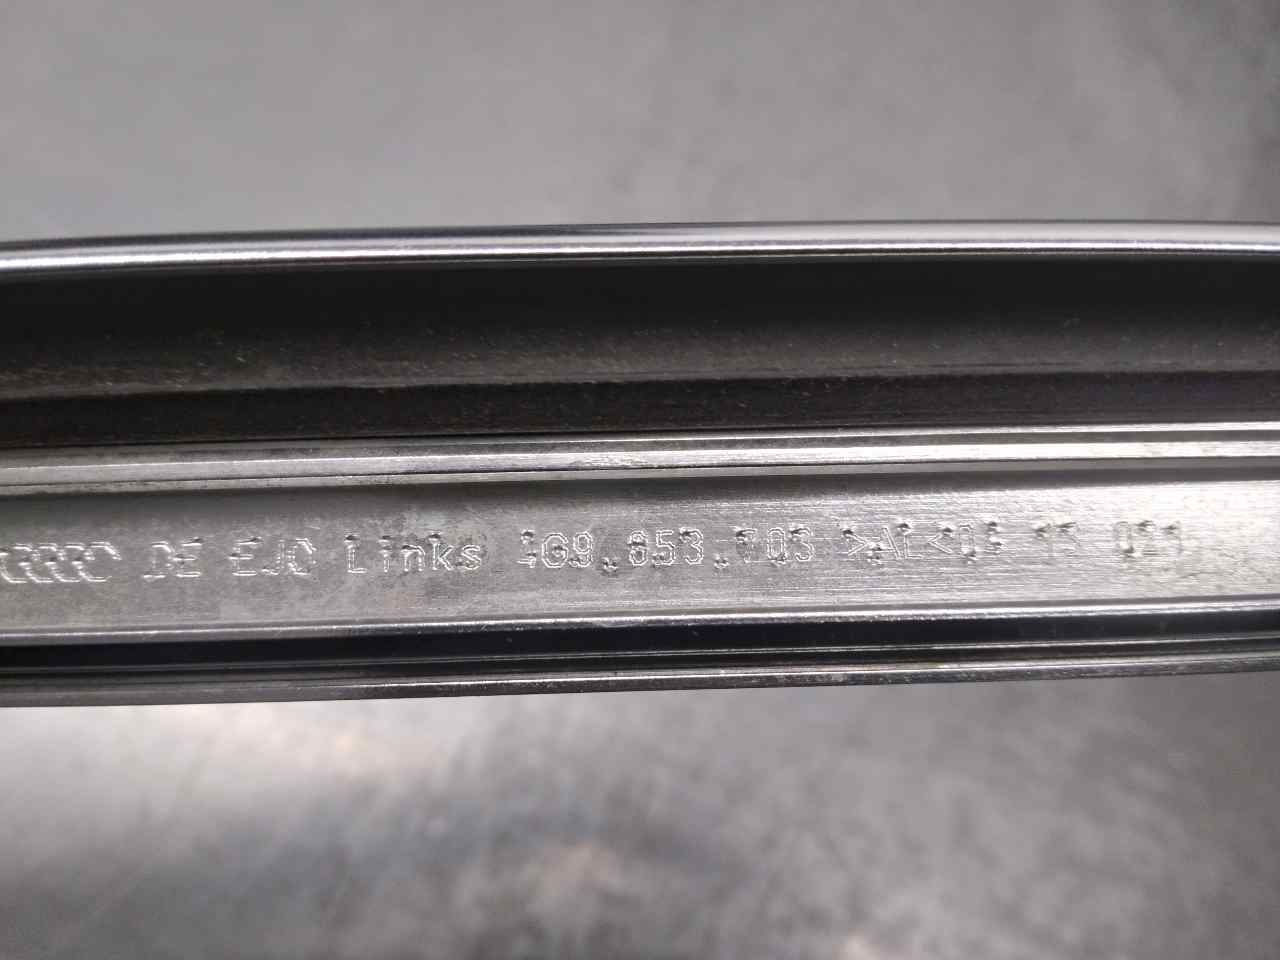 DE EJC Links 4G9.853.703 >AL<